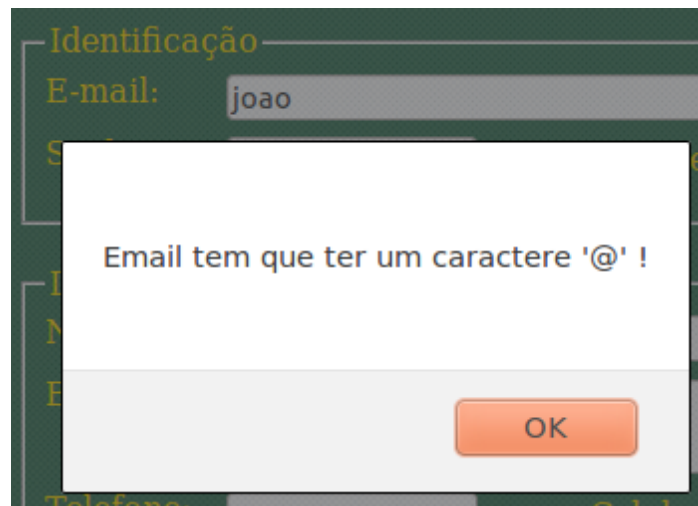 Identificação
E-mail:
joao
Email tem que ter um caractere '@' !
OK